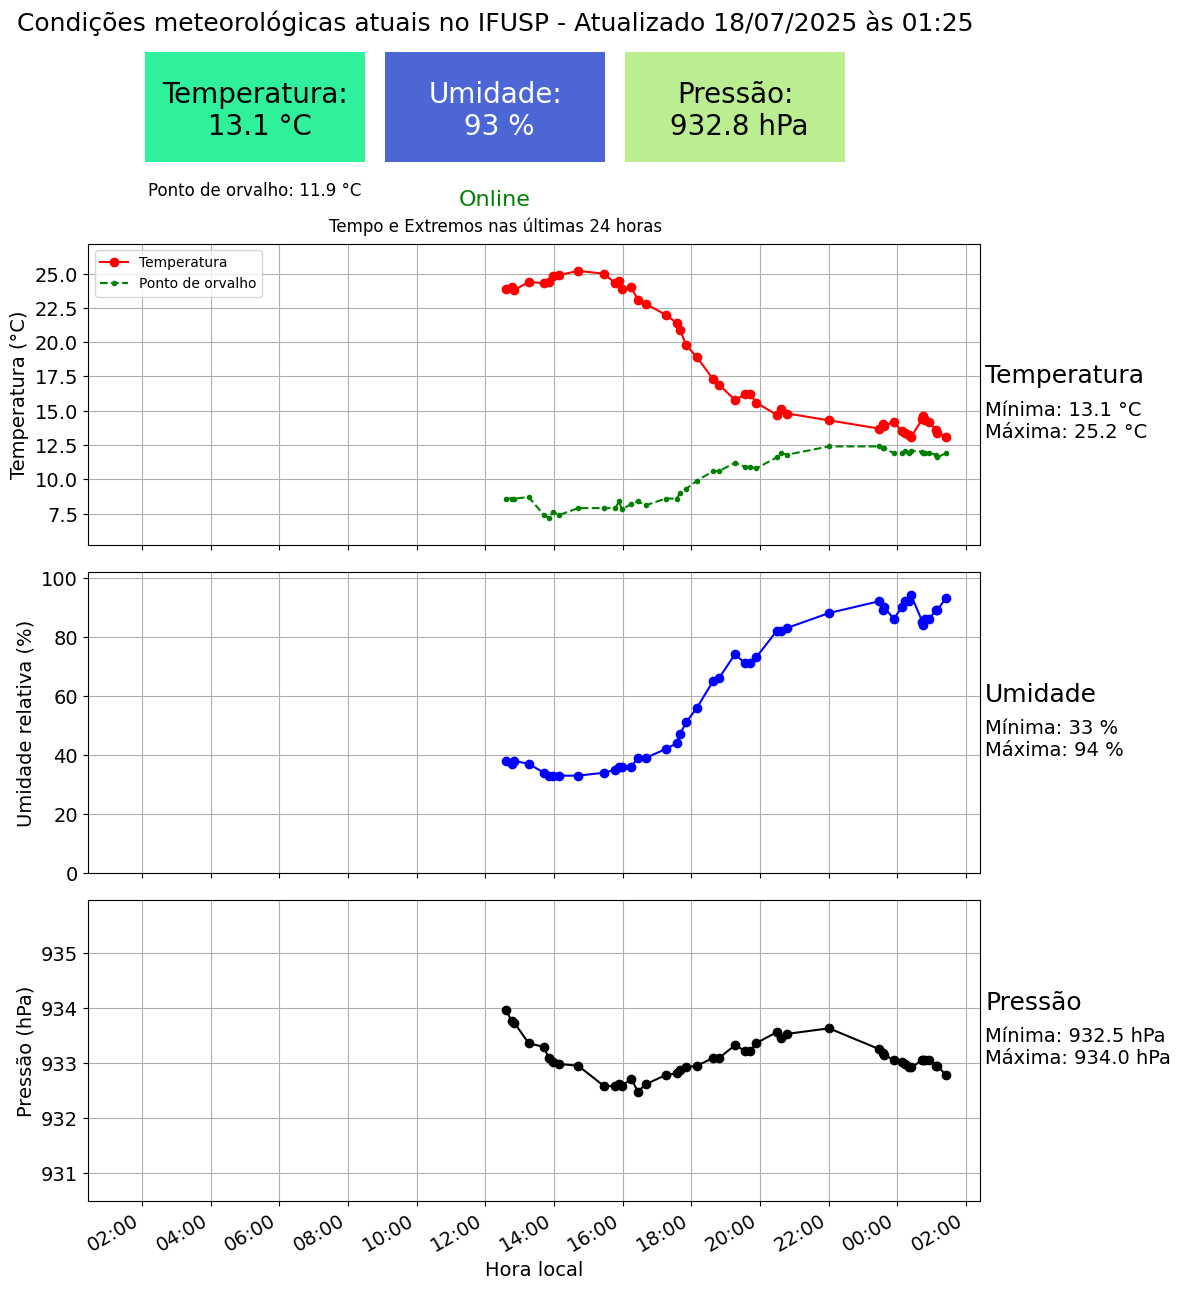 Condições meteorológicas atuais no IFUSP - Atualizado 18/07/2025 às 01:25
Temperatura:
13.1 °C
Umidade:
93 %
Pressão:
932.8 hPa
Ponto de orvalho: 11.9 °C
Online
Tempo e Extremos nas últimas 24 horas
Temperatura
Ponto de orvalho
Temperatura (°C)
25.0
22.5
20.0
17.5
15.0
12.5
10.0
7.5
Temperatura
Mínima: 13.1 °C
Máxima: 25.2 °C
Umidade relativa (%)
100
80
60
40
20
0
Umidade
Mínima: 33 %
Máxima: 94 %
Pressão (hPa)
935
934
933
932
931
Pressão
Mínima: 932.5 hPa
Máxima: 934.0 hPa
02:00 04:00 06:00 08:00 10:00 12:00 14:00 16:00 18:00 20:00 22:00 00:00 02:00
Hora local